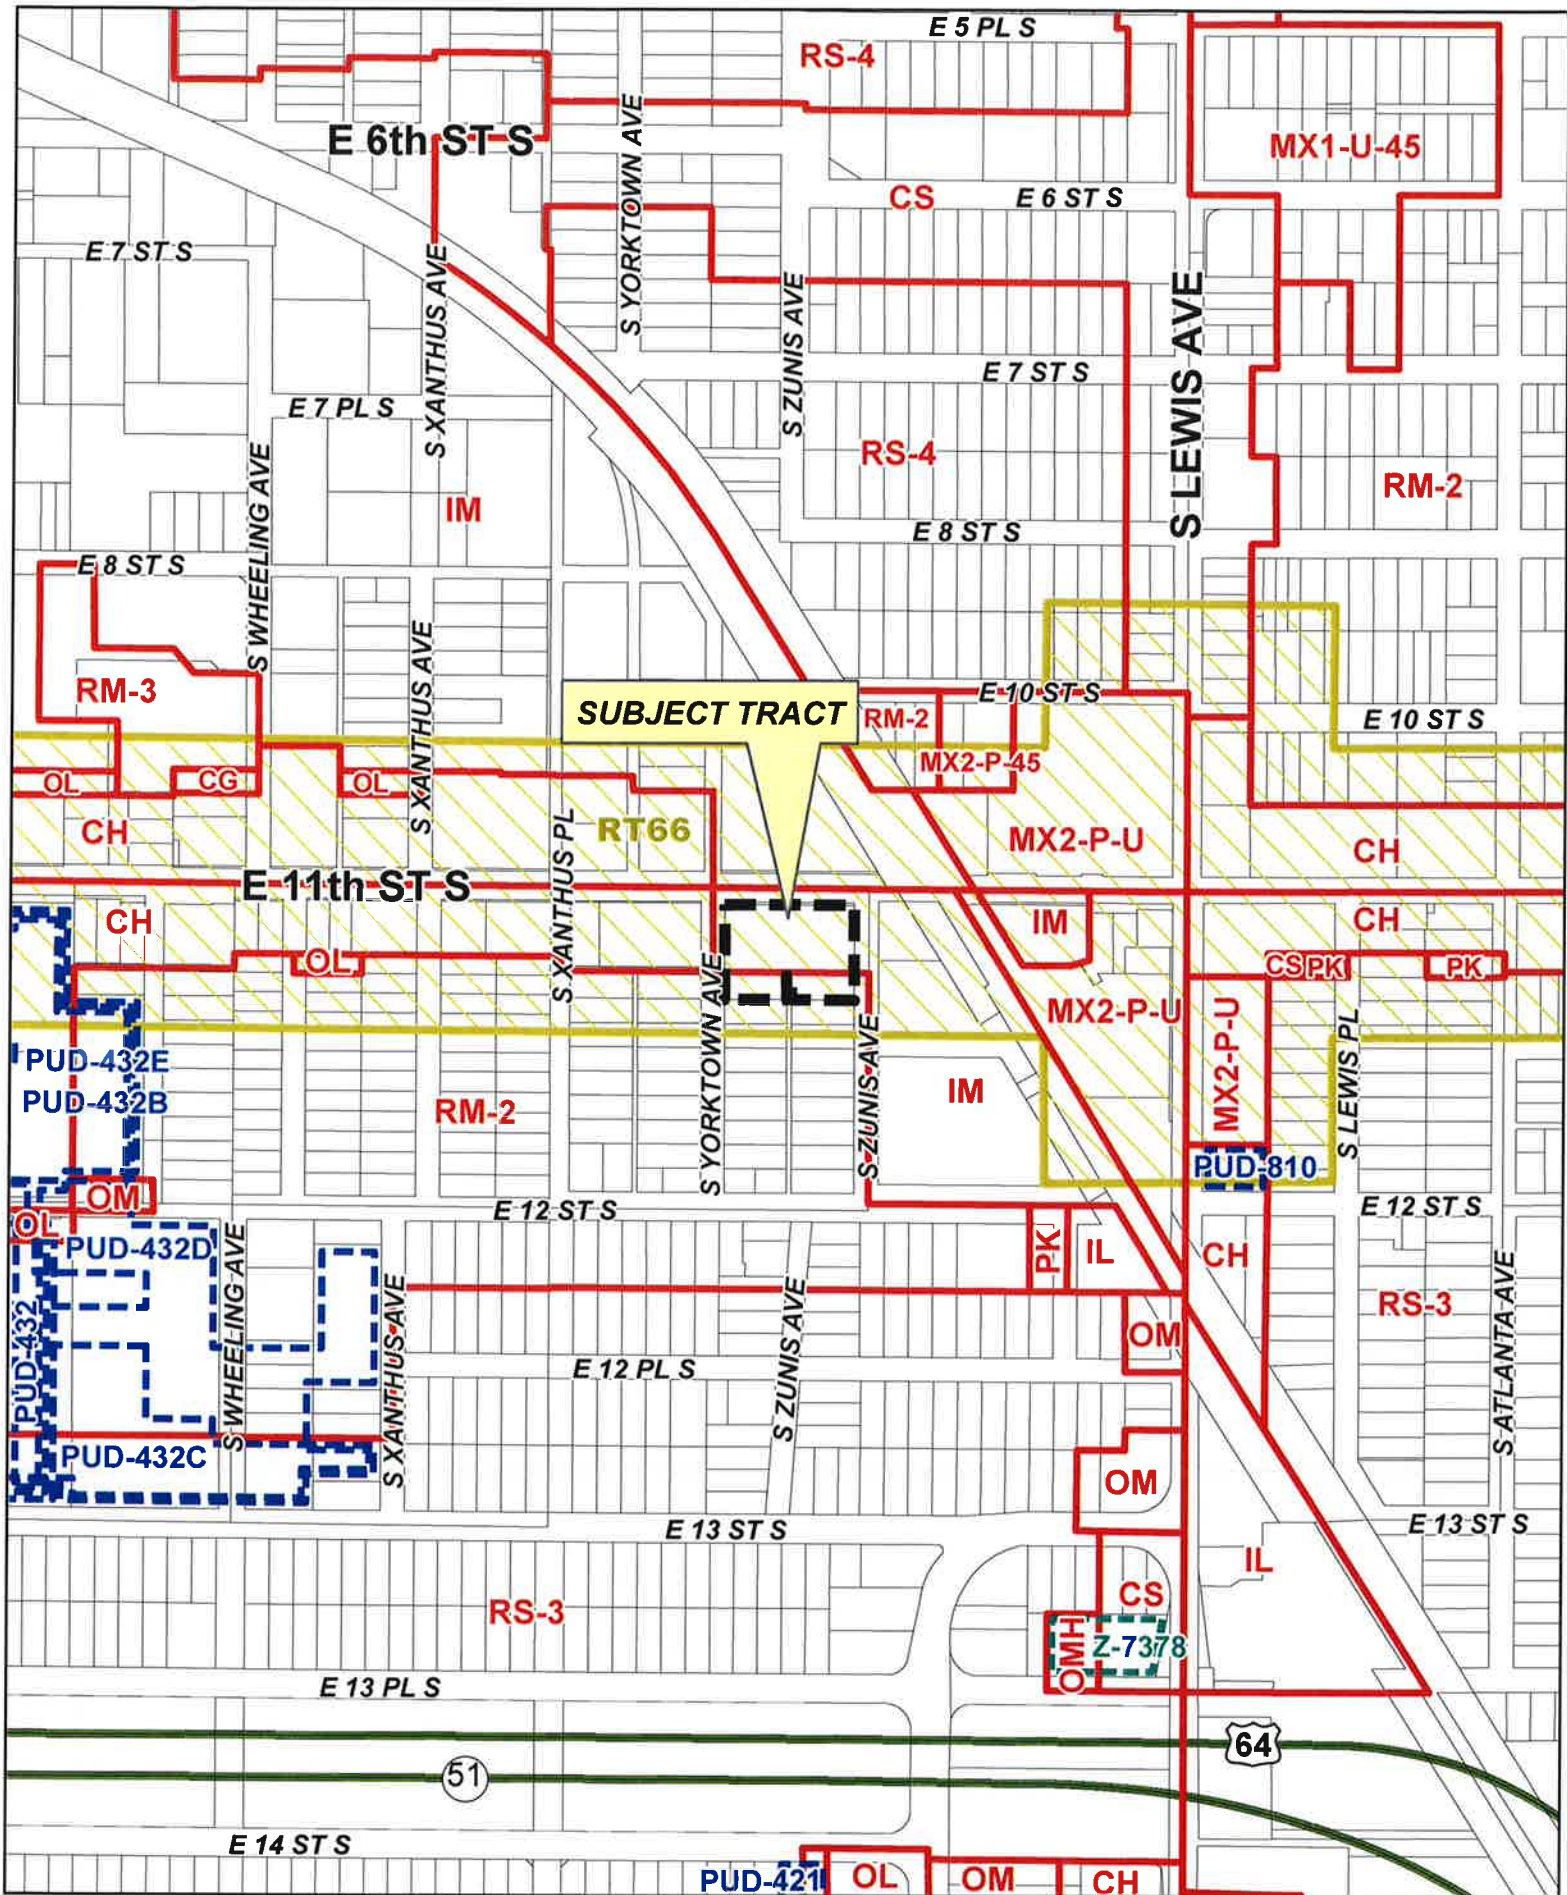 E 5 PL S
RS-4
E 6th ST S
S YORKTOWN AVE
MX1-U-45
CS
E 6 ST S
E 7 ST S
S XANTHUS AVE
S ZUNIS AVE
S LEWIS AVE
E 7 ST S
E 7 PL S
RS-4
S WHEELING AVE
IM
RM-2
E 8 ST S
E 8 ST S
S XANTHUS AVE
RM-3
SUBJECT TRACT
RM-2
E 10 ST S
E 10 ST S
MX2-P-45
OL
CG
OL
CH
S XANTHUS PL
RT66
MX2-P-U
CH
E 11th ST S
CH
IM
CH
OL
CS
PK
PK
S YORKTOWN AVE
MX2-P-U
MX2-P-U
S ZUNIS AVE
S LEWIS PL
PUD-432E
PUD-432B
RM-2
IM
PUD-810
OM
OL
E 12 ST S
E 12 ST S
PUD-432D
S WHEELING AVE
PK
IL
CH
S XANTHUS AVE
S ZUNIS AVE
RS-3
S ATLANTA AVE
PUD-432
OM
E 12 PL S
PUD-432C
OM
E 13 ST S
E 13 ST S
IL
CS
RS-3
OMH
Z-7378
E 13 PL S
64
51
E 14 ST S
PUD-421
OL
OM
CH